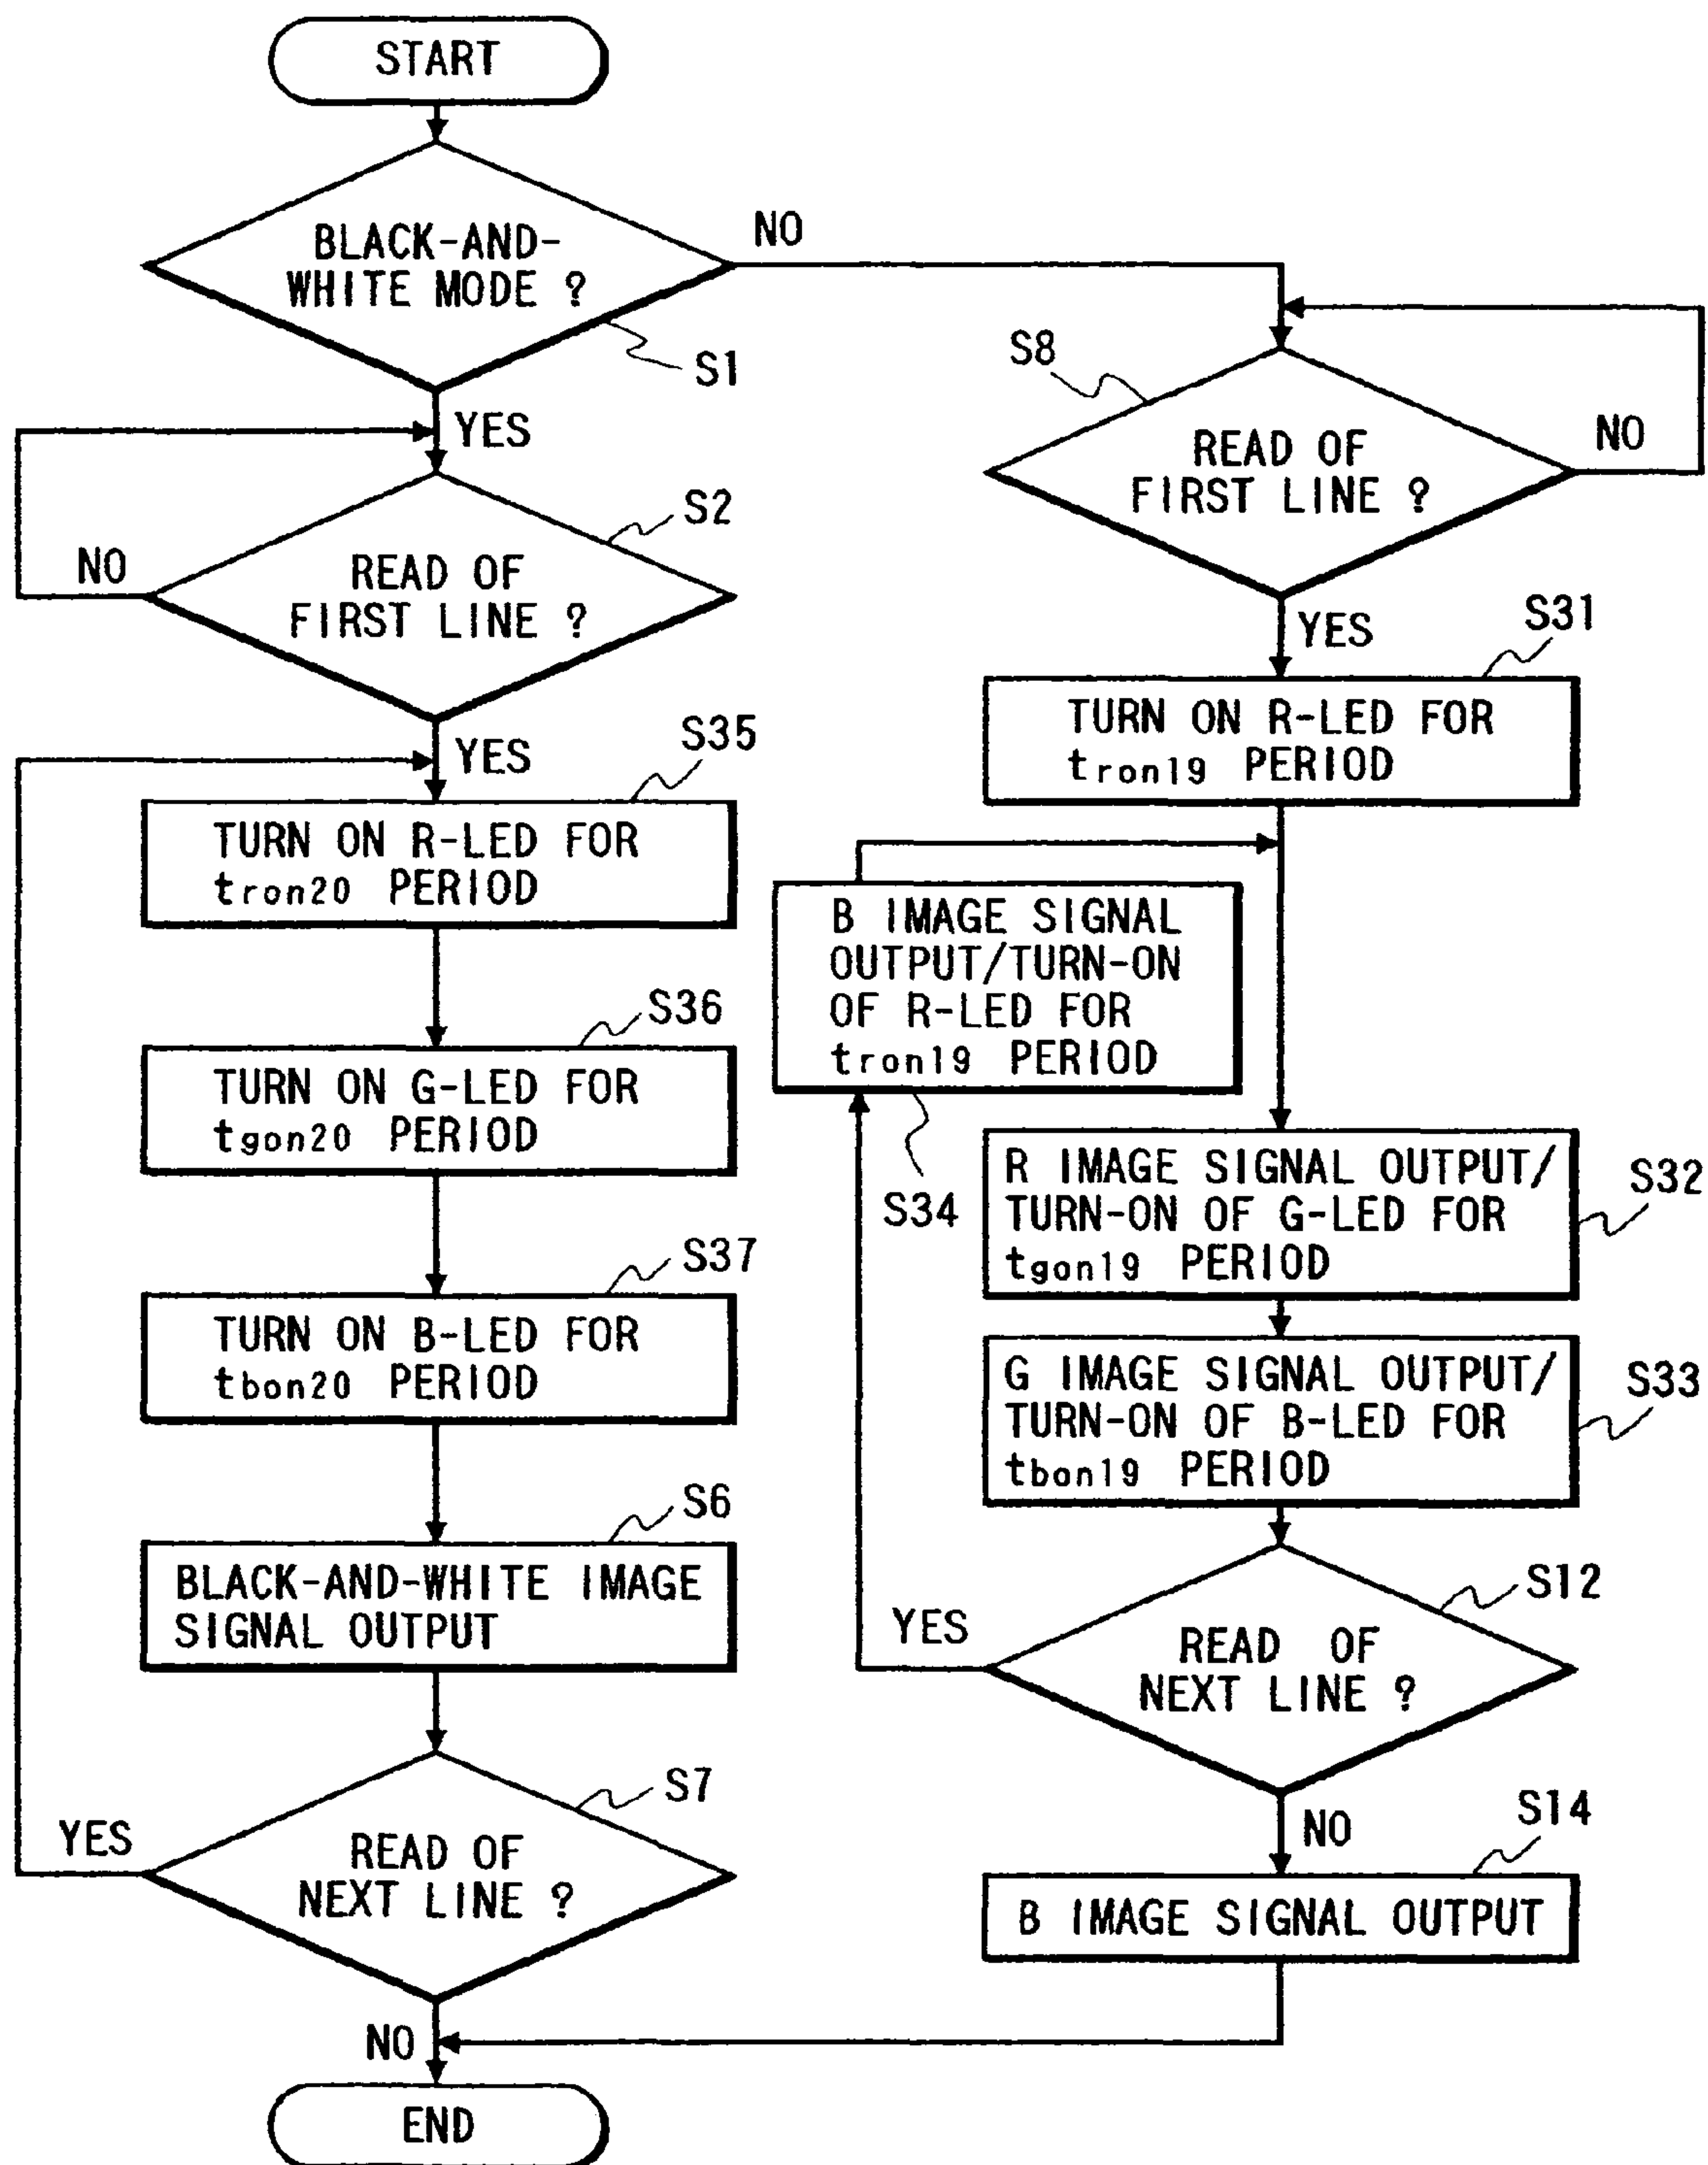 START
BLACK-AND-
WHITE MODE ?
S1
NO
YES
READ OF
FIRST LINE ?
S2
NO
YES
TURN ON R-LED FOR
tron20 PERIOD
S35
TURN ON G-LED FOR
tgon20 PERIOD
S36
TURN ON B-LED FOR
tbon20 PERIOD
S37
BLACK-AND-WHITE IMAGE
SIGNAL OUTPUT
S6
READ OF
NEXT LINE ?
S7
YES
NO
END
READ OF
FIRST LINE ?
S8
NO
YES
TURN ON R-LED FOR
tron19 PERIOD
S31
B IMAGE SIGNAL
OUTPUT/TURN-ON
OF R-LED FOR
tron19 PERIOD
S34
R IMAGE SIGNAL OUTPUT/
TURN-ON OF G-LED FOR
tgon19 PERIOD
S32
G IMAGE SIGNAL OUTPUT/
TURN-ON OF B-LED FOR
tbon19 PERIOD
S33
READ OF
NEXT LINE ?
S12
YES
NO
B IMAGE SIGNAL OUTPUT
S14